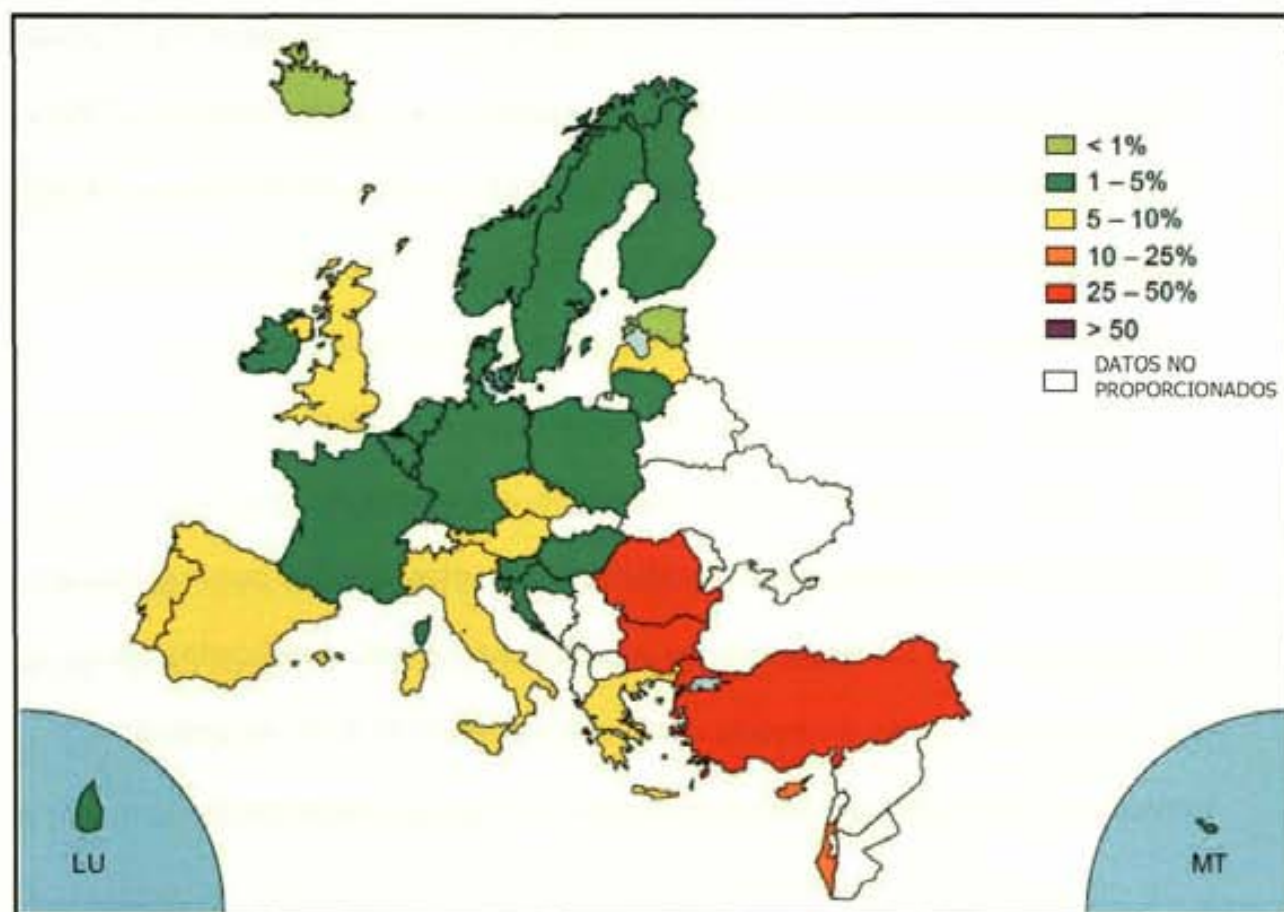 < 1%
1 – 5%
5 – 10%
10 – 25%
25 – 50%
> 50
DATOS NO
PROPORCIONADOS
LU
MT